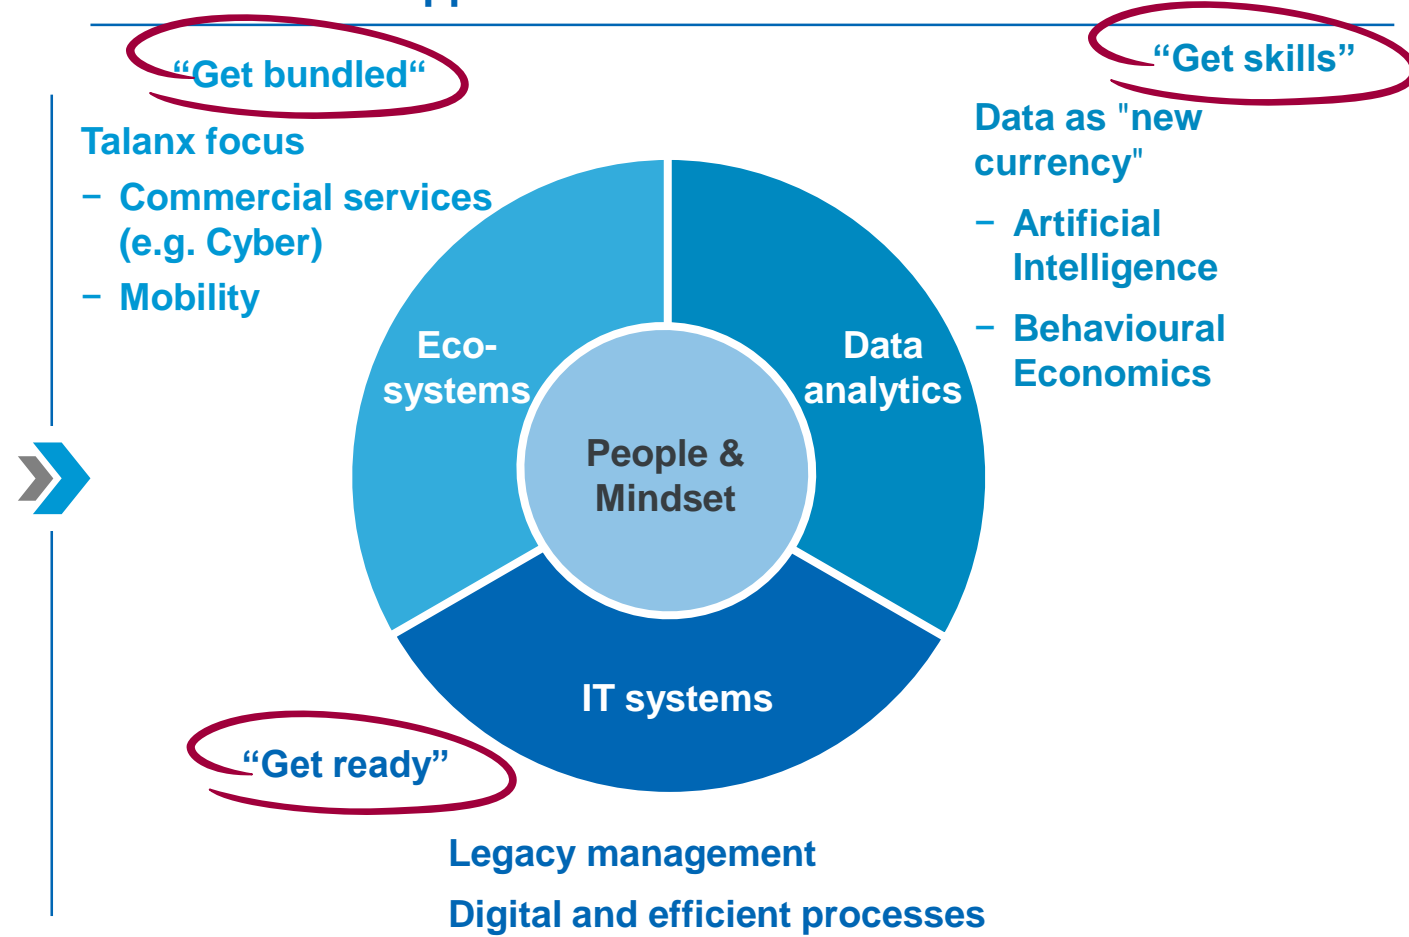 “Get bundled“
Talanx focus
– Commercial services
(e.g. Cyber)
– Mobility
“Get skills”
Data as "new
currency"
– Artificial
Intelligence
– Behavioural
Economics
Eco-
systems
Data
analytics
People &
Mindset
IT systems
“Get ready”
Legacy management
Digital and efficient processes